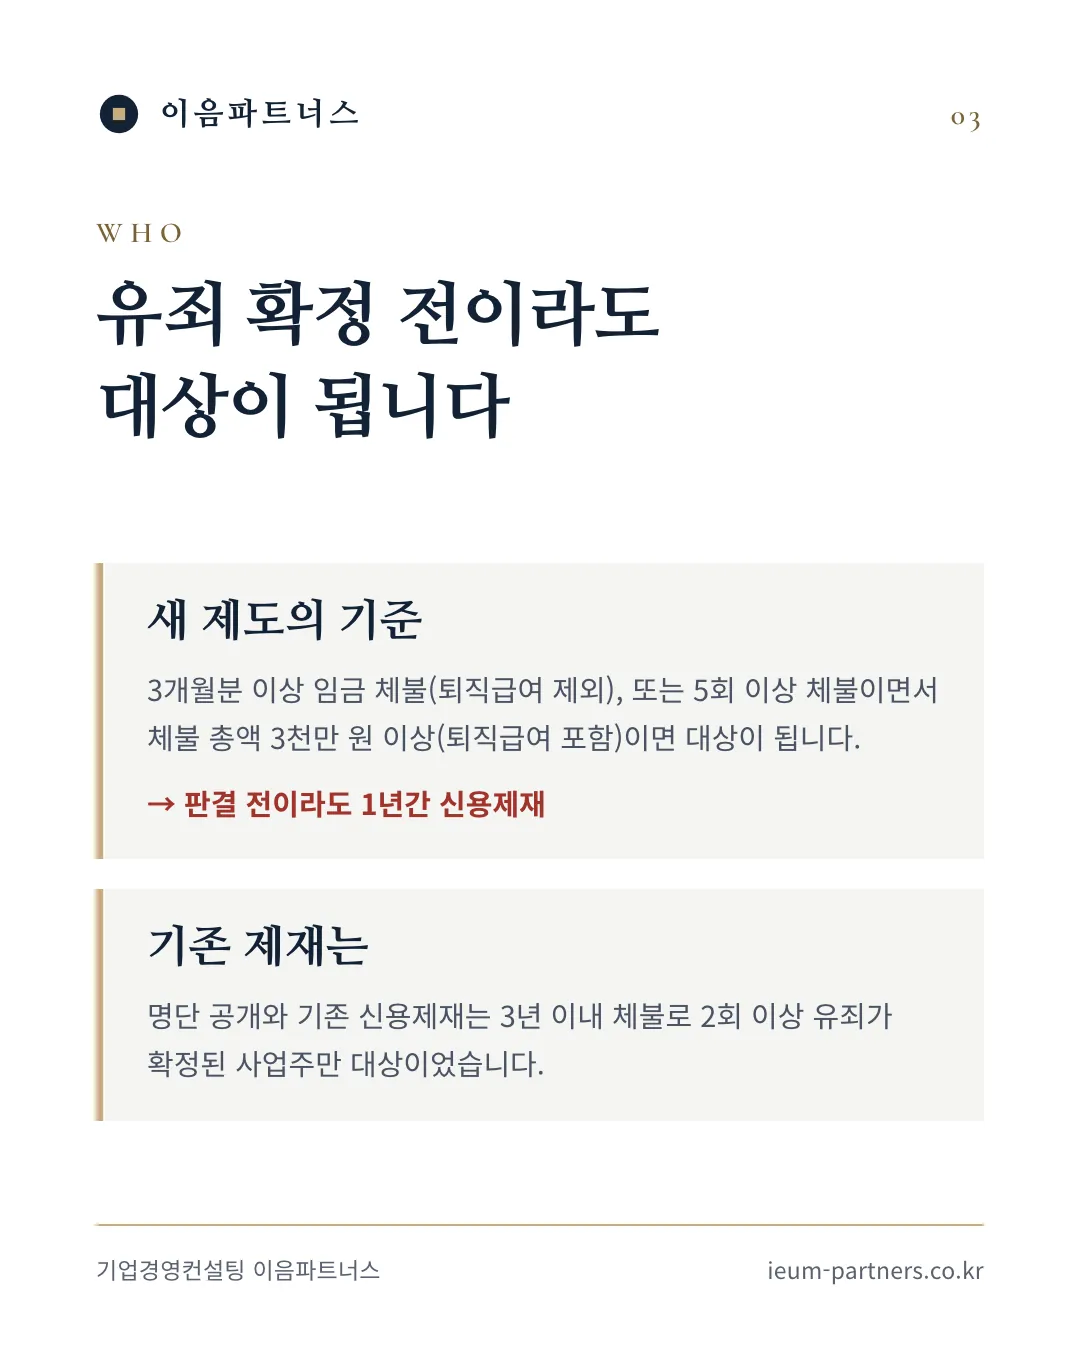 이음파트너스
03
WHO
유죄 확정 전이라도
대상이 됩니다
새 제도의 기준
3개월분 이상 임금 체불(퇴직급여 제외), 또는 5회 이상 체불이면서
체불 총액 3천만 원 이상(퇴직급여 포함)이면 대상이 됩니다.
→ 판결 전이라도 1년간 신용제재
기존 제재는
명단 공개와 기존 신용제재는 3년 이내 체불로 2회 이상 유죄가
확정된 사업주만 대상이었습니다.
기업경영컨설팅 이음파트너스
ieum-partners.co.kr